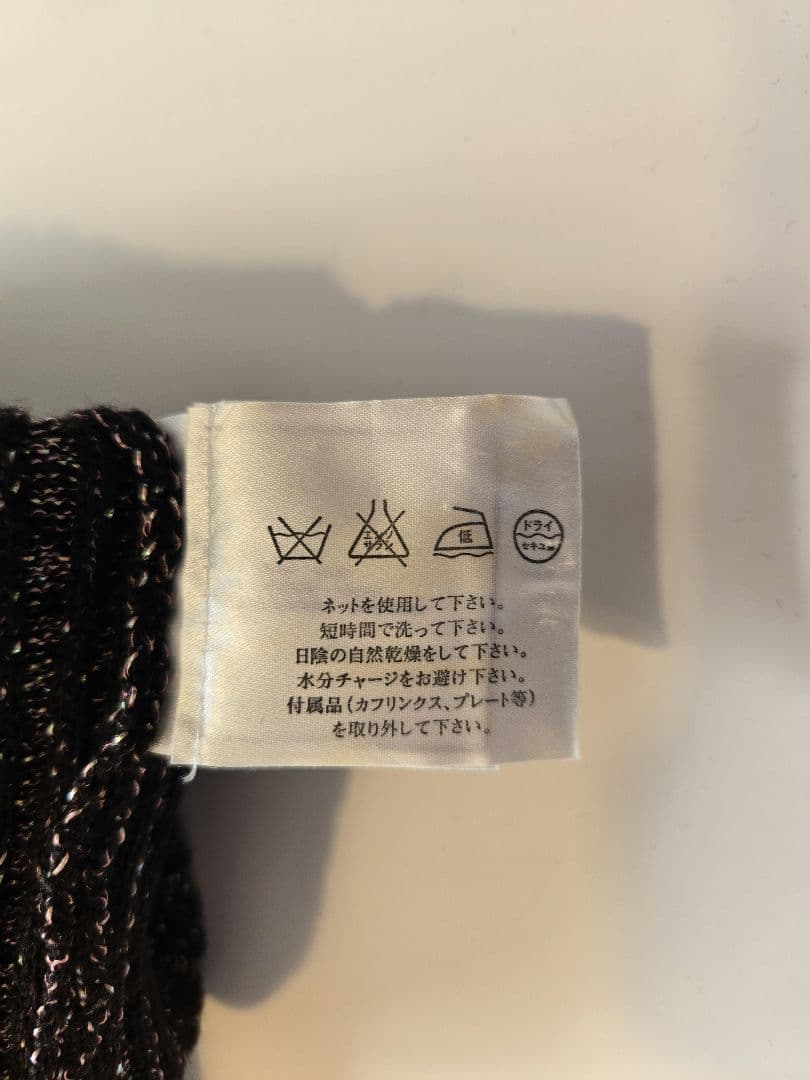 エンソ サラシ 低 ドライ セキユ系
ネットを使用して下さい。
短時間で洗って下さい。
日陰の自然乾燥をして下さい。
水分チャージをお避け下さい。
付属品（カフリンクス、プレート等）
を取り外して下さい。